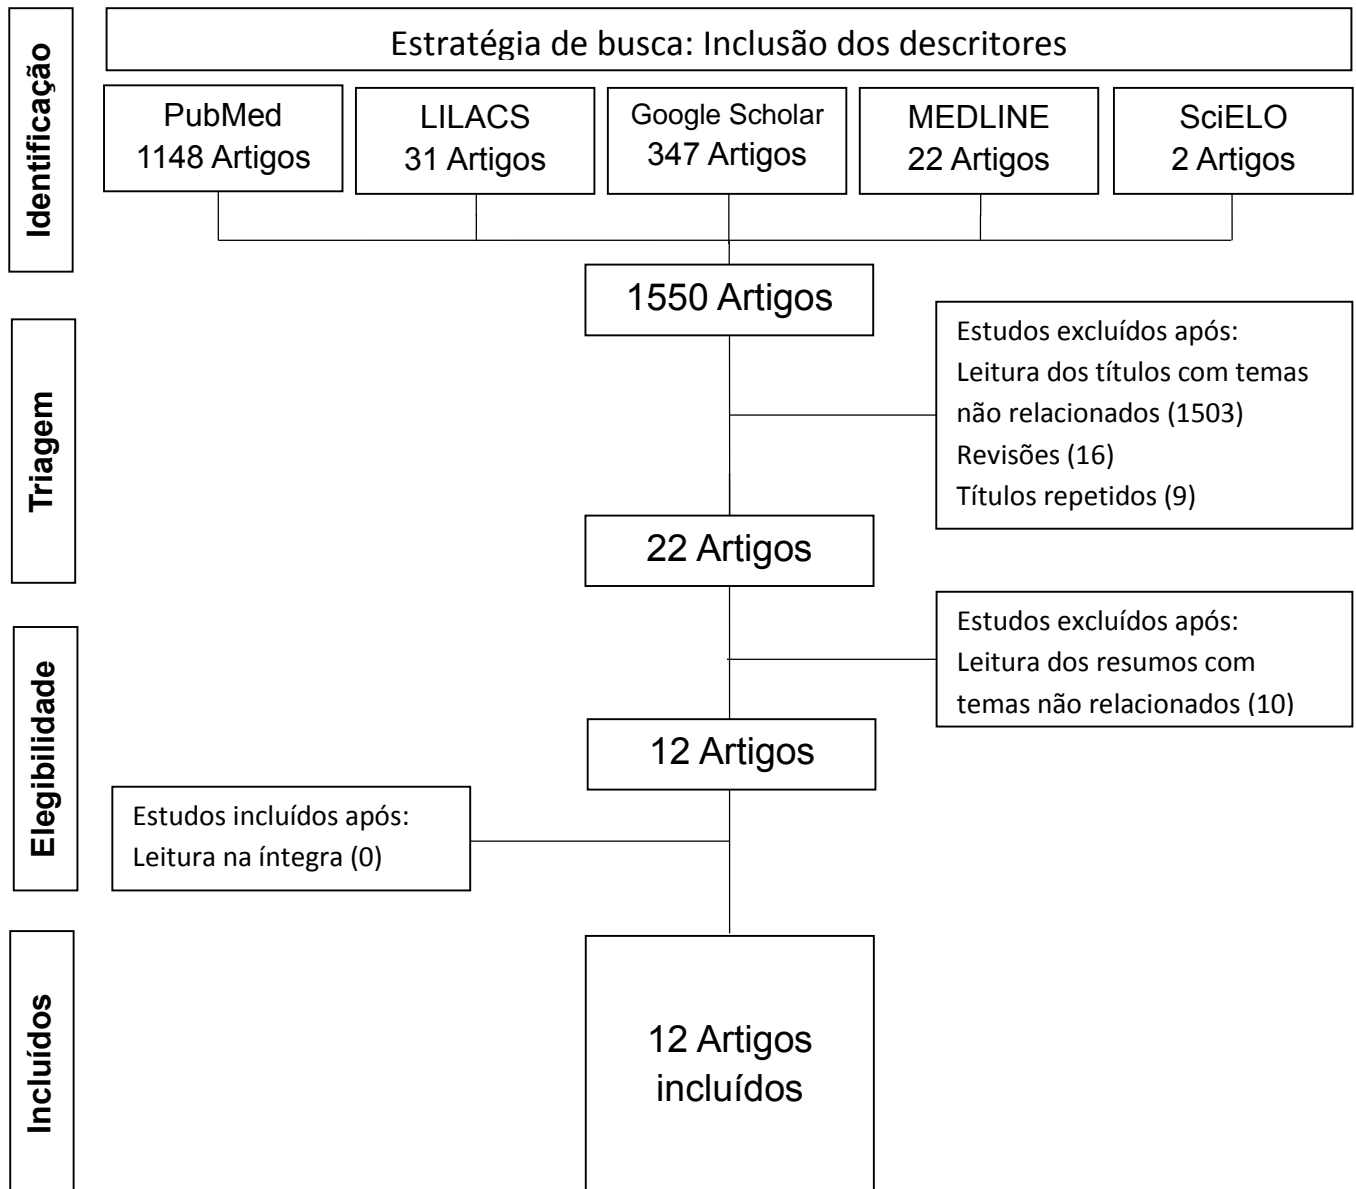 Identificação
Estratégia de busca: Inclusão dos descritores
PubMed
1148 Artigos
LILACS
31 Artigos
Google Scholar
347 Artigos
MEDLINE
22 Artigos
SciELO
2 Artigos
1550 Artigos
Triagem
Estudos excluídos após:
Leitura dos títulos com temas
não relacionados (1503)
Revisões (16)
Títulos repetidos (9)
22 Artigos
Elegibilidade
Estudos excluídos após:
Leitura dos resumos com
temas não relacionados (10)
12 Artigos
Estudos incluídos após:
Leitura na íntegra (0)
Incluídos
12 Artigos
incluídos